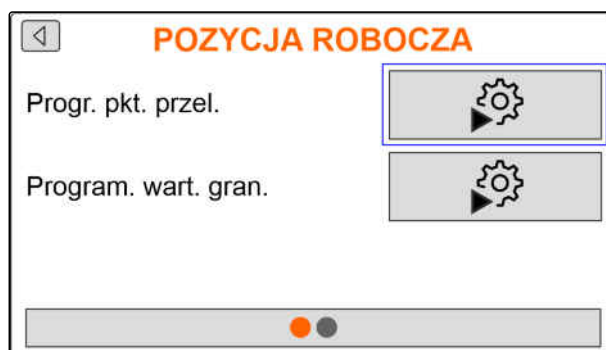 POZYCJA ROBOCZA
Progr. pkt. przel.
Program. wart. gran.